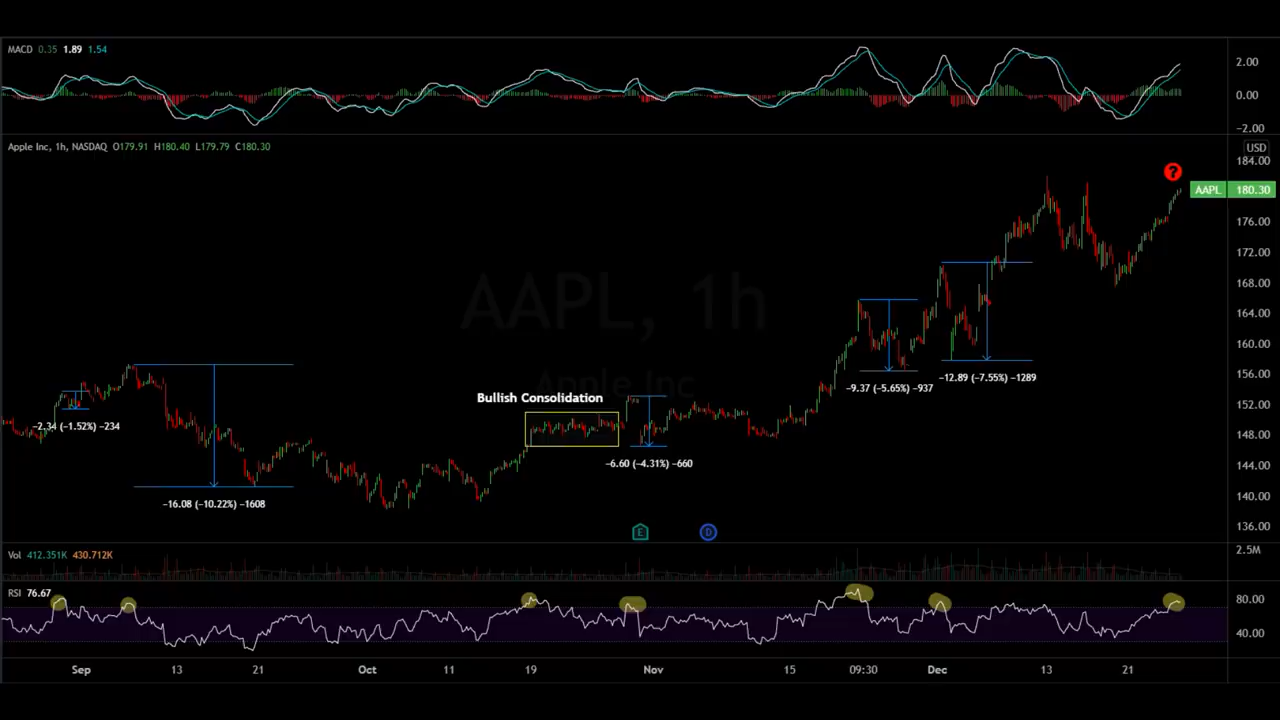 MACD 0.35 1.89 1.54
2.00
0.00
−2.00
Apple Inc, 1h, NASDAQ O179.91 H180.40 L179.79 C180.30
USD
184.00
?
AAPL 180.30
176.00
172.00
168.00
164.00
160.00
156.00
152.00
148.00
144.00
140.00
136.00
AAPL, 1h
Apple Inc
−12.89 (−7.55%) −1289
−9.37 (−5.65%) −937
Bullish Consolidation
−2.34 (−1.52%) −234
−6.60 (−4.31%) −660
−16.08 (−10.22%) −1608
E
D
Vol 412.351K 430.712K
2.5M
RSI 76.67
80.00
40.00
Sep 13 21 Oct 11 19 Nov 15 09:30 Dec 13 21